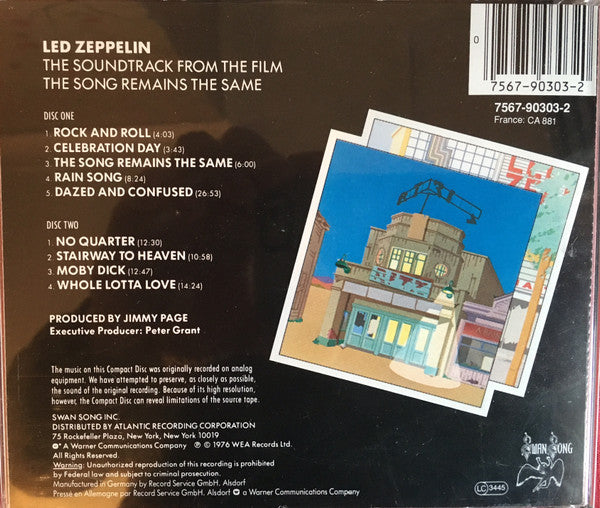 LED ZEPPELIN
THE SOUNDTRACK FROM THE FILM
THE SONG REMAINS THE SAME
0
7567-90303-2
7567-90303-2
France: CA 881
DISC ONE
1. ROCK AND ROLL (4:03)
2. CELEBRATION DAY (3:43)
3. THE SONG REMAINS THE SAME (6:00)
4. RAIN SONG (8:24)
5. DAZED AND CONFUSED (26:53)
DISC TWO
1. NO QUARTER (12:30)
2. STAIRWAY TO HEAVEN (10:58)
3. MOBY DICK (12:47)
4. WHOLE LOTTA LOVE (14:24)
PRODUCED BY JIMMY PAGE
Executive Producer: Peter Grant
The music on this Compact Disc was originally recorded on analog
equipment. We have attempted to preserve, as closely as possible,
the sound of the original recording. Because of its high resolution,
however, the Compact Disc can reveal limitations of the source tape.
SWAN SONG INC.
DISTRIBUTED BY ATLANTIC RECORDING CORPORATION
75 Rockefeller Plaza, New York, New York 10019
A Warner Communications Company ℗ © 1976 WEA Records Ltd.
All Rights Reserved.
Warning: Unauthorized reproduction of this recording is prohibited
by Federal law and subject to criminal prosecution.
Manufactured in Germany by Record Service GmbH. Alsdorf
Pressé en Allemagne par Record Service GmbH. Alsdorf a Warner Communications Company
LC 3445
SWAN SONG